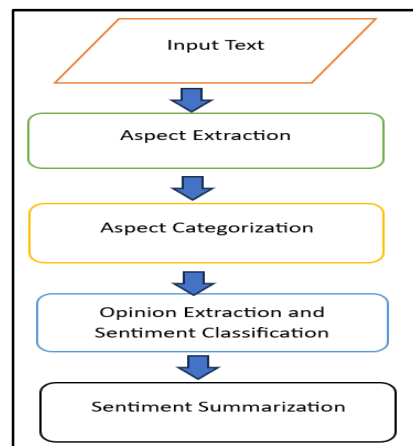 Input Text
Aspect Extraction
Aspect Categorization
Opinion Extraction and
Sentiment Classification
Sentiment Summarization